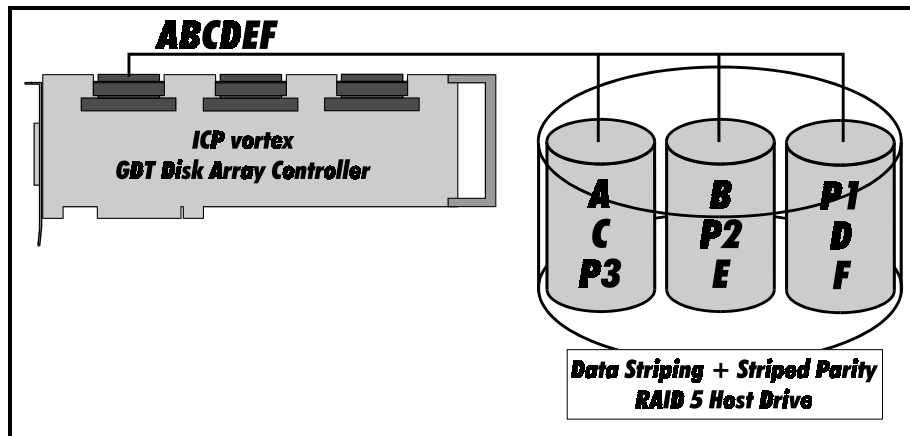 ABCDEF
ICP vortex
GDT Disk Array Controller
A B P1
C P2 D
P3 E F
Data Striping + Striped Parity
RAID 5 Host Drive